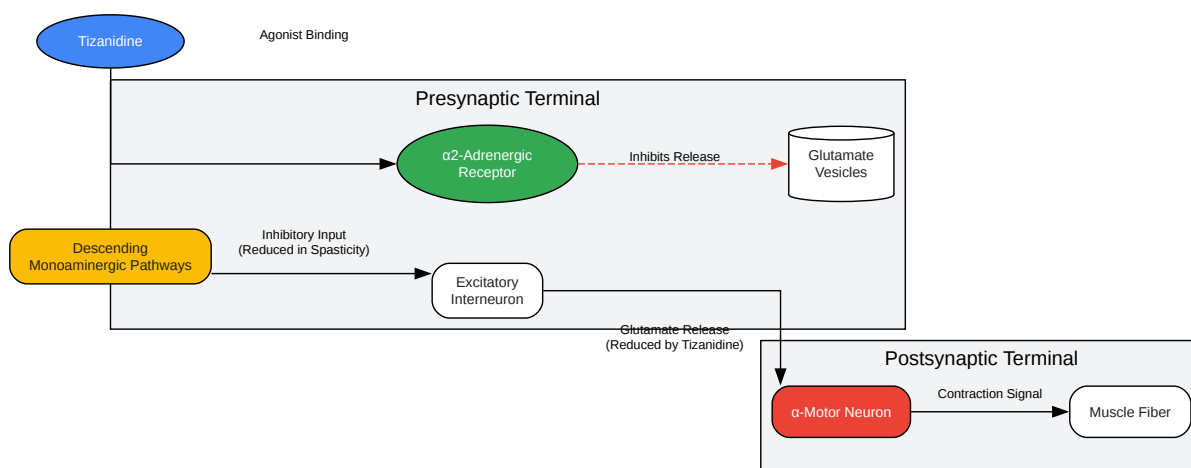 Tizanidine
Agonist Binding
Presynaptic Terminal
α2-Adrenergic
Receptor
Inhibits Release
Glutamate
Vesicles
Descending
Monoaminergic Pathways
Inhibitory Input
(Reduced in Spasticity)
Excitatory
Interneuron
Glutamate Release
(Reduced by Tizanidine)
Postsynaptic Terminal
α-Motor Neuron
Contraction Signal
Muscle Fiber